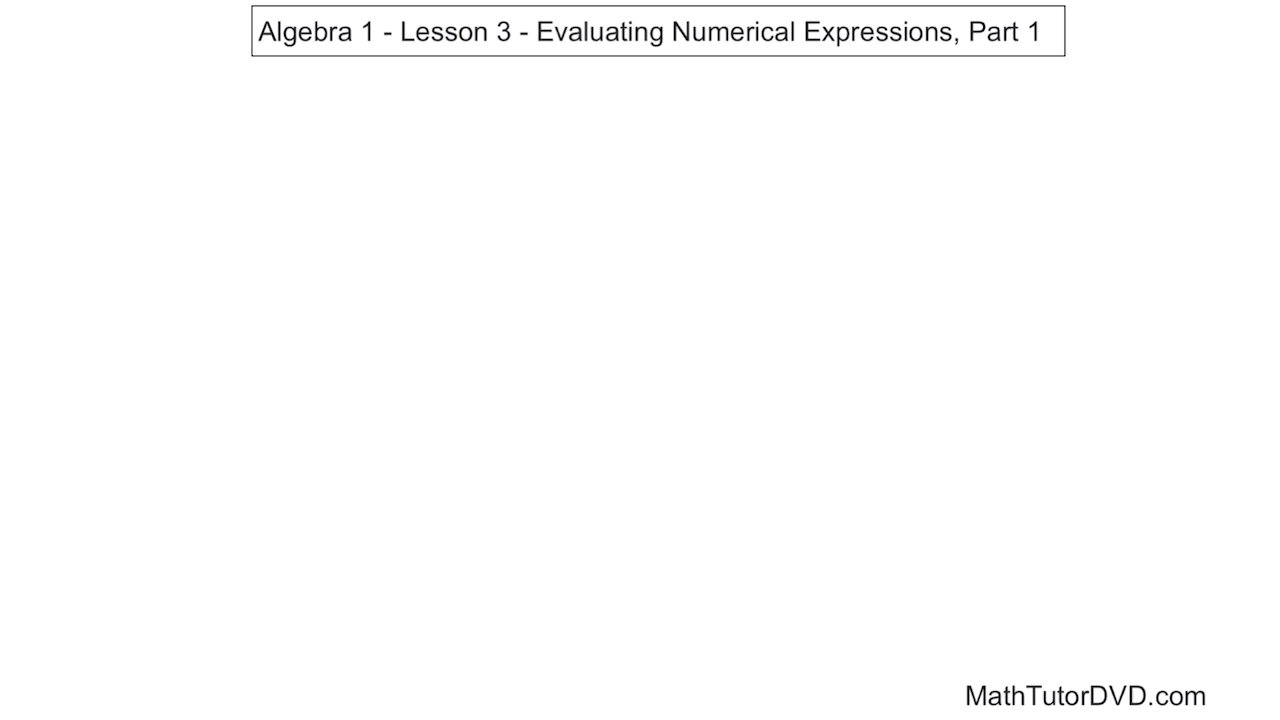 Algebra 1 - Lesson 3 - Evaluating Numerical Expressions, Part 1
MathTutorDVD.com